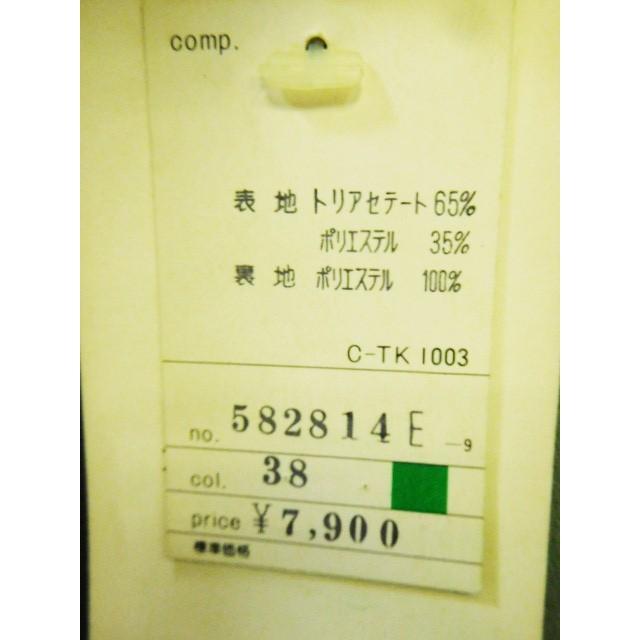 comp.
表地 トリアセテート 65%
ポリエステル 35%
裏地 ポリエステル 100%
C-TK 1003
no. 582814 E -9
col. 38
price ¥7,900
標準価格